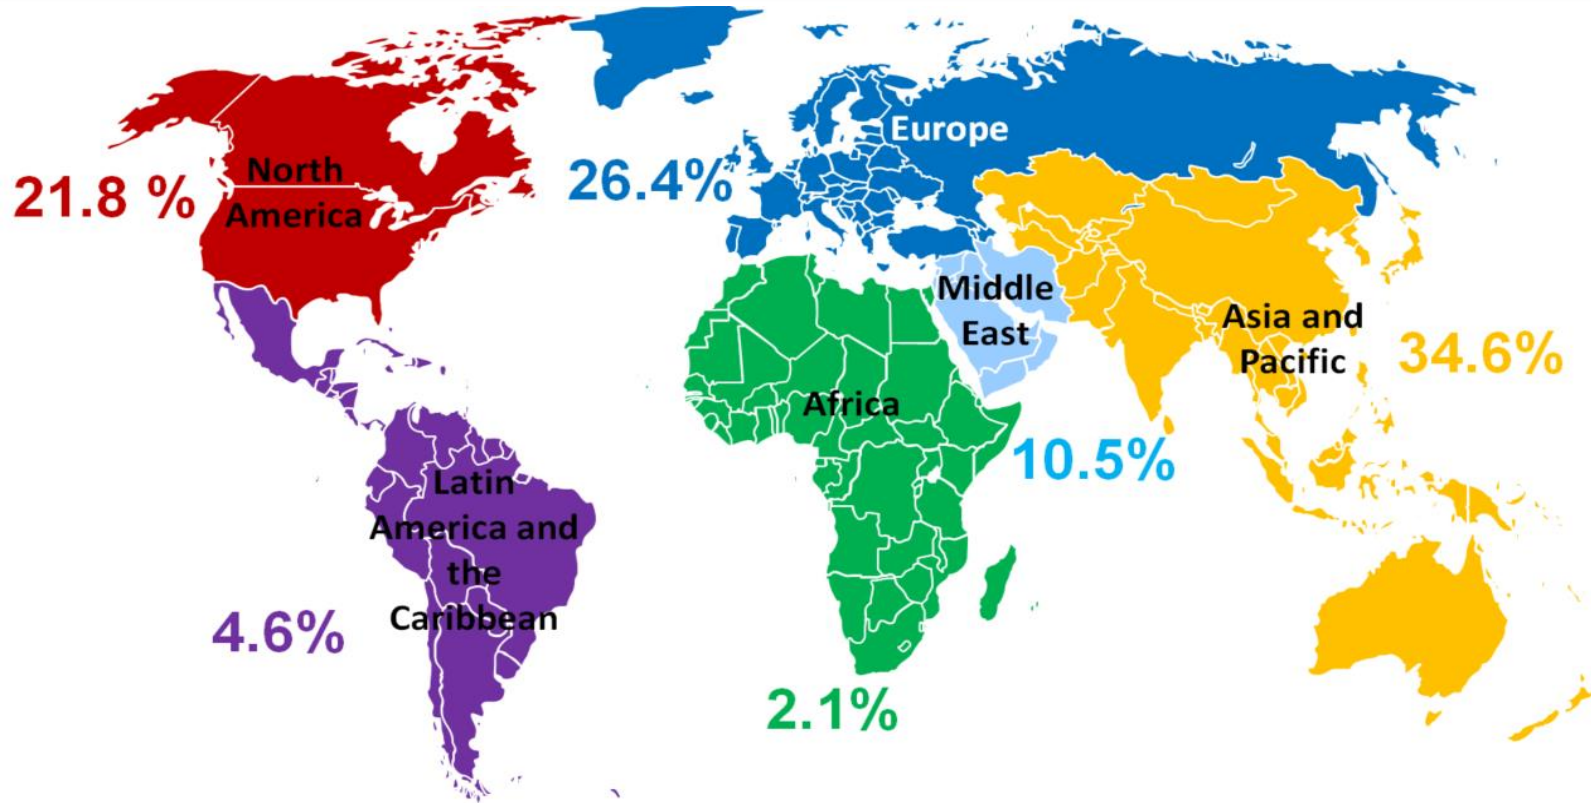 North
America
21.8 %
26.4%
Europe
Middle
East
10.5%
Asia and
Pacific
34.6%
Africa
2.1%
Latin
America and
the
Caribbean
4.6%